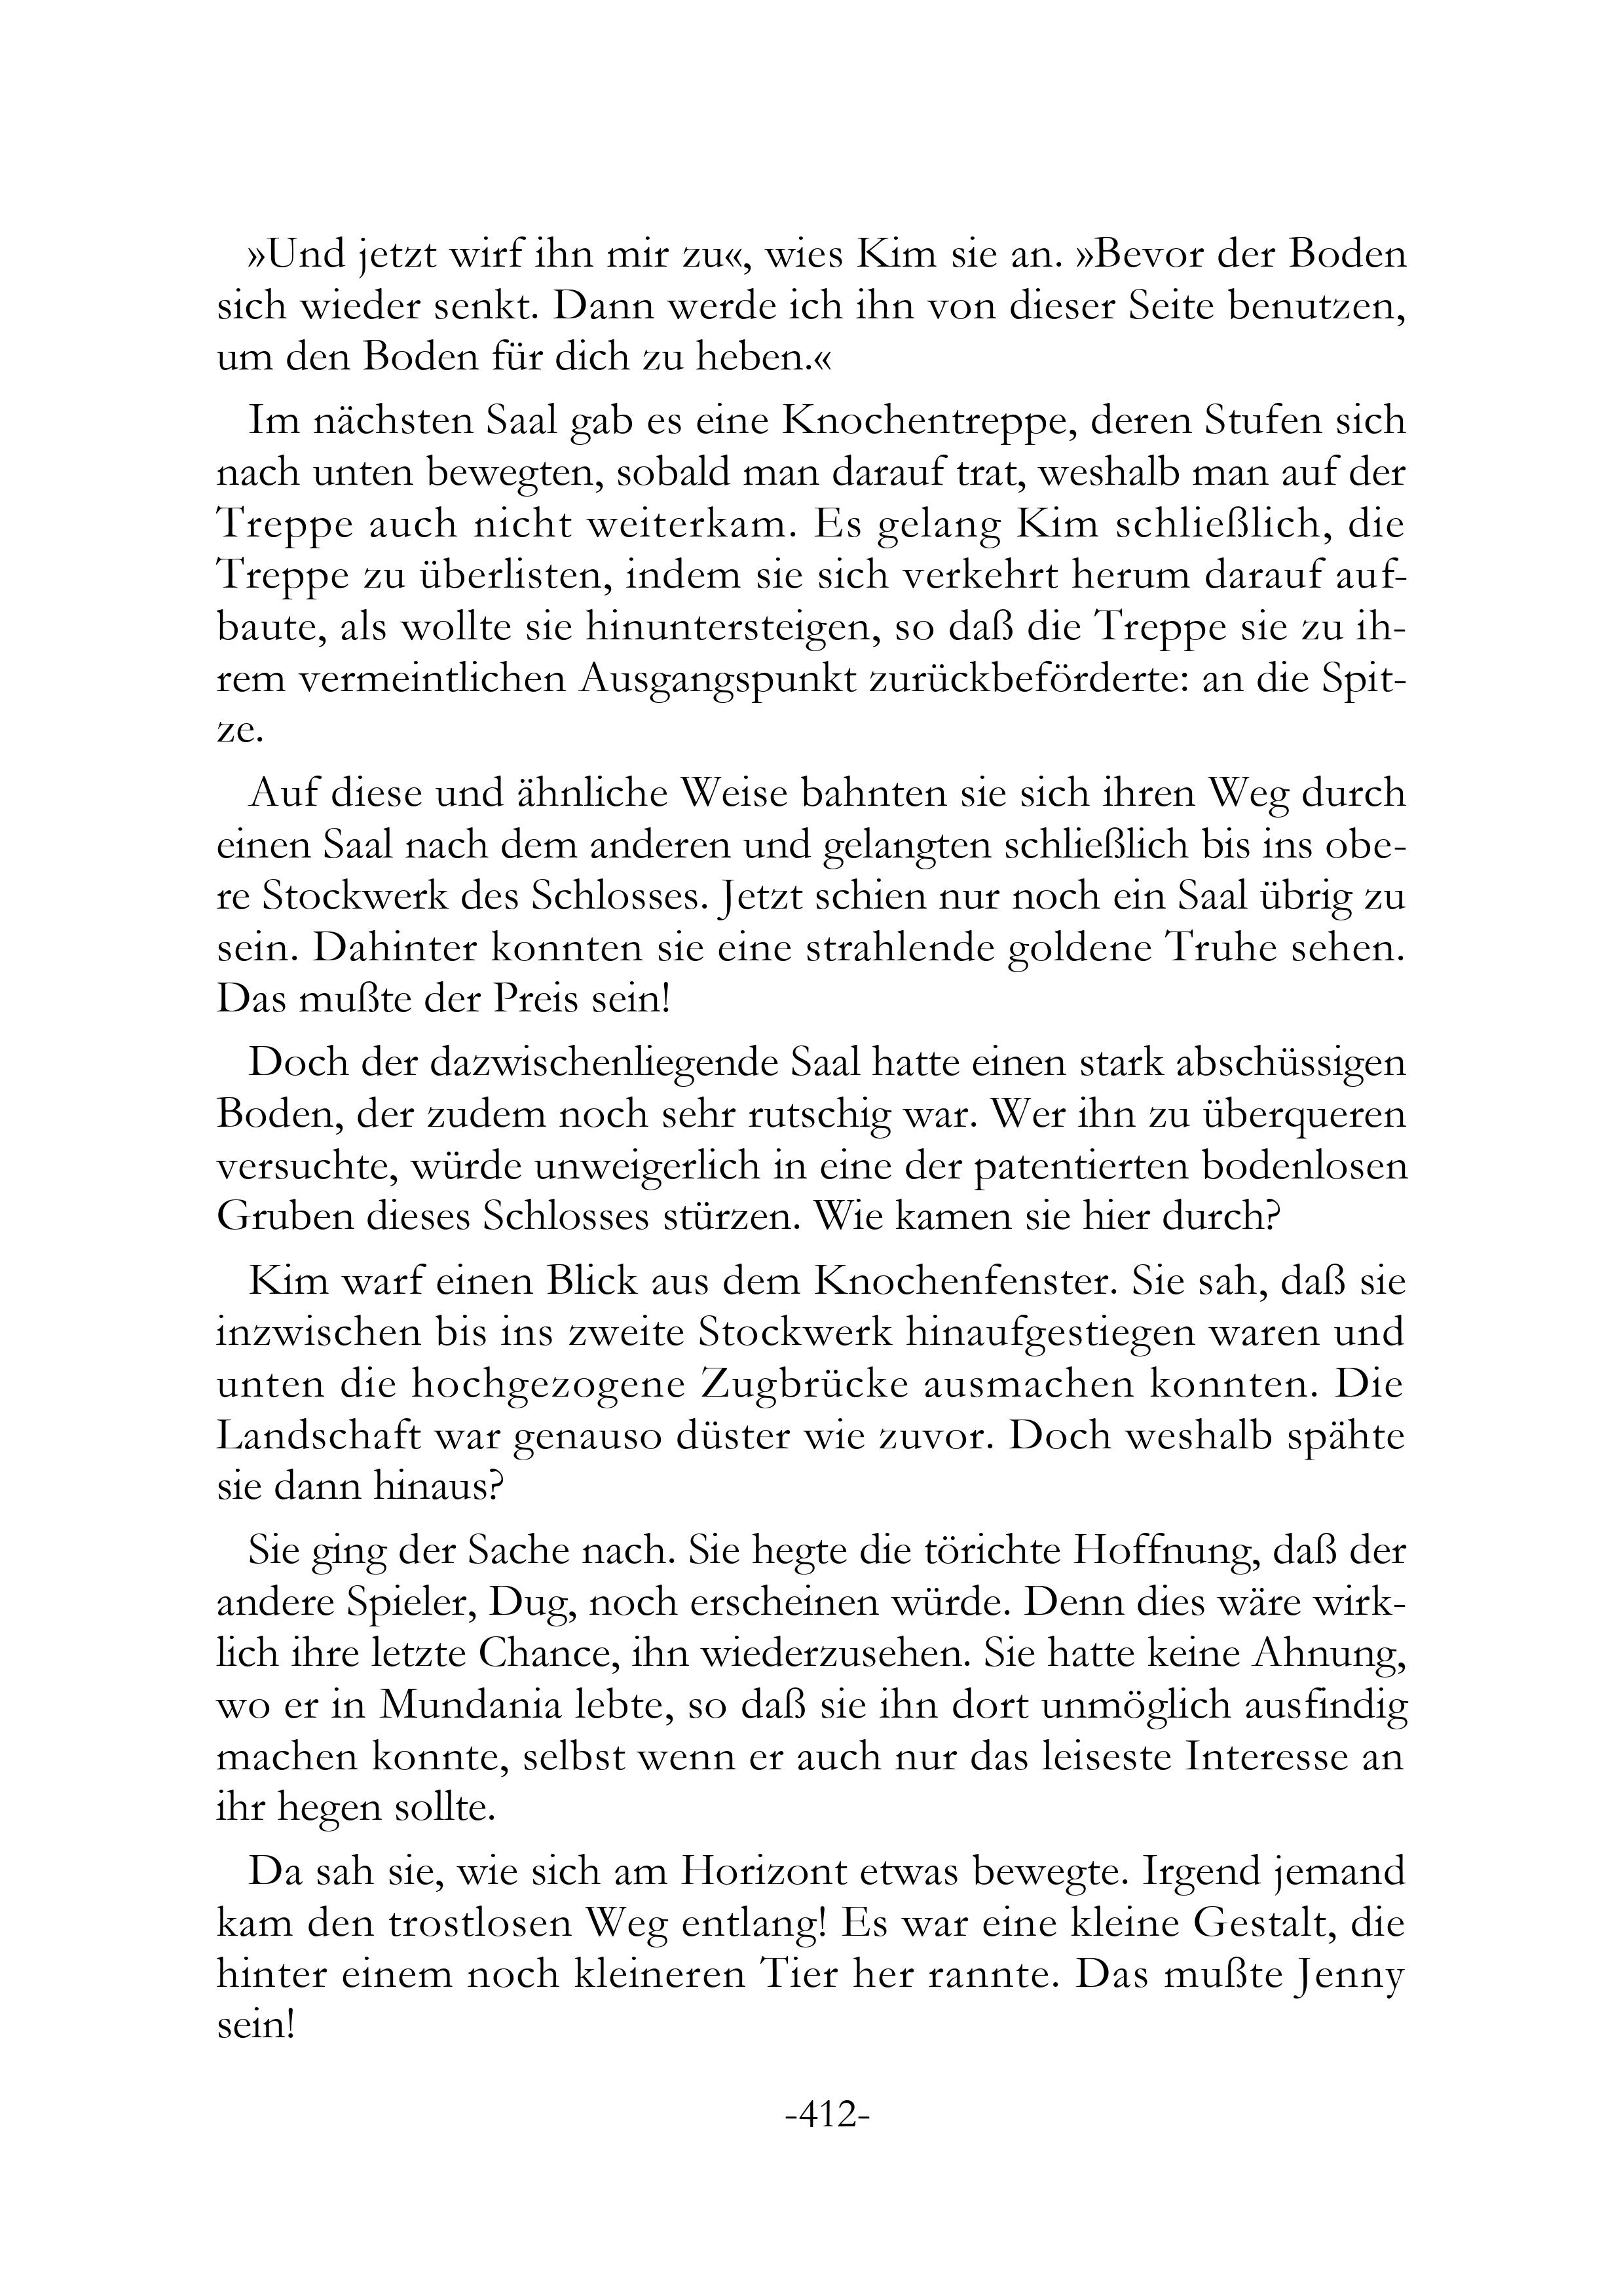 »Und jetzt wirf ihn mir zu«, wies Kim sie an. »Bevor der Boden
sich wieder senkt. Dann werde ich ihn von dieser Seite benutzen,
um den Boden für dich zu heben.«
Im nächsten Saal gab es eine Knochentreppe, deren Stufen sich
nach unten bewegten, sobald man darauf trat, weshalb man auf der
Treppe auch nicht weiterkam. Es gelang Kim schließlich, die
Treppe zu überlisten, indem sie sich verkehrt herum darauf auf-
baute, als wollte sie hinuntersteigen, so daß die Treppe sie zu ih-
rem vermeintlichen Ausgangspunkt zurückbeförderte: an die Spit-
ze.
Auf diese und ähnliche Weise bahnten sie sich ihren Weg durch
einen Saal nach dem anderen und gelangten schließlich bis ins obe-
re Stockwerk des Schlosses. Jetzt schien nur noch ein Saal übrig zu
sein. Dahinter konnten sie eine strahlende goldene Truhe sehen.
Das mußte der Preis sein!
Doch der dazwischenliegende Saal hatte einen stark abschüssigen
Boden, der zudem noch sehr rutschig war. Wer ihn zu überqueren
versuchte, würde unweigerlich in eine der patentierten bodenlosen
Gruben dieses Schlosses stürzen. Wie kamen sie hier durch?
Kim warf einen Blick aus dem Knochenfenster. Sie sah, daß sie
inzwischen bis ins zweite Stockwerk hinaufgestiegen waren und
unten die hochgezogene Zugbrücke ausmachen konnten. Die
Landschaft war genauso düster wie zuvor. Doch weshalb spähte
sie dann hinaus?
Sie ging der Sache nach. Sie hegte die törichte Hoffnung, daß der
andere Spieler, Dug, noch erscheinen würde. Denn dies wäre wirk-
lich ihre letzte Chance, ihn wiederzusehen. Sie hatte keine Ahnung,
wo er in Mundania lebte, so daß sie ihn dort unmöglich ausfindig
machen konnte, selbst wenn er auch nur das leiseste Interesse an
ihr hegen sollte.
Da sah sie, wie sich am Horizont etwas bewegte. Irgend jemand
kam den trostlosen Weg entlang! Es war eine kleine Gestalt, die
hinter einem noch kleineren Tier her rannte. Das mußte Jenny
sein!
-412-